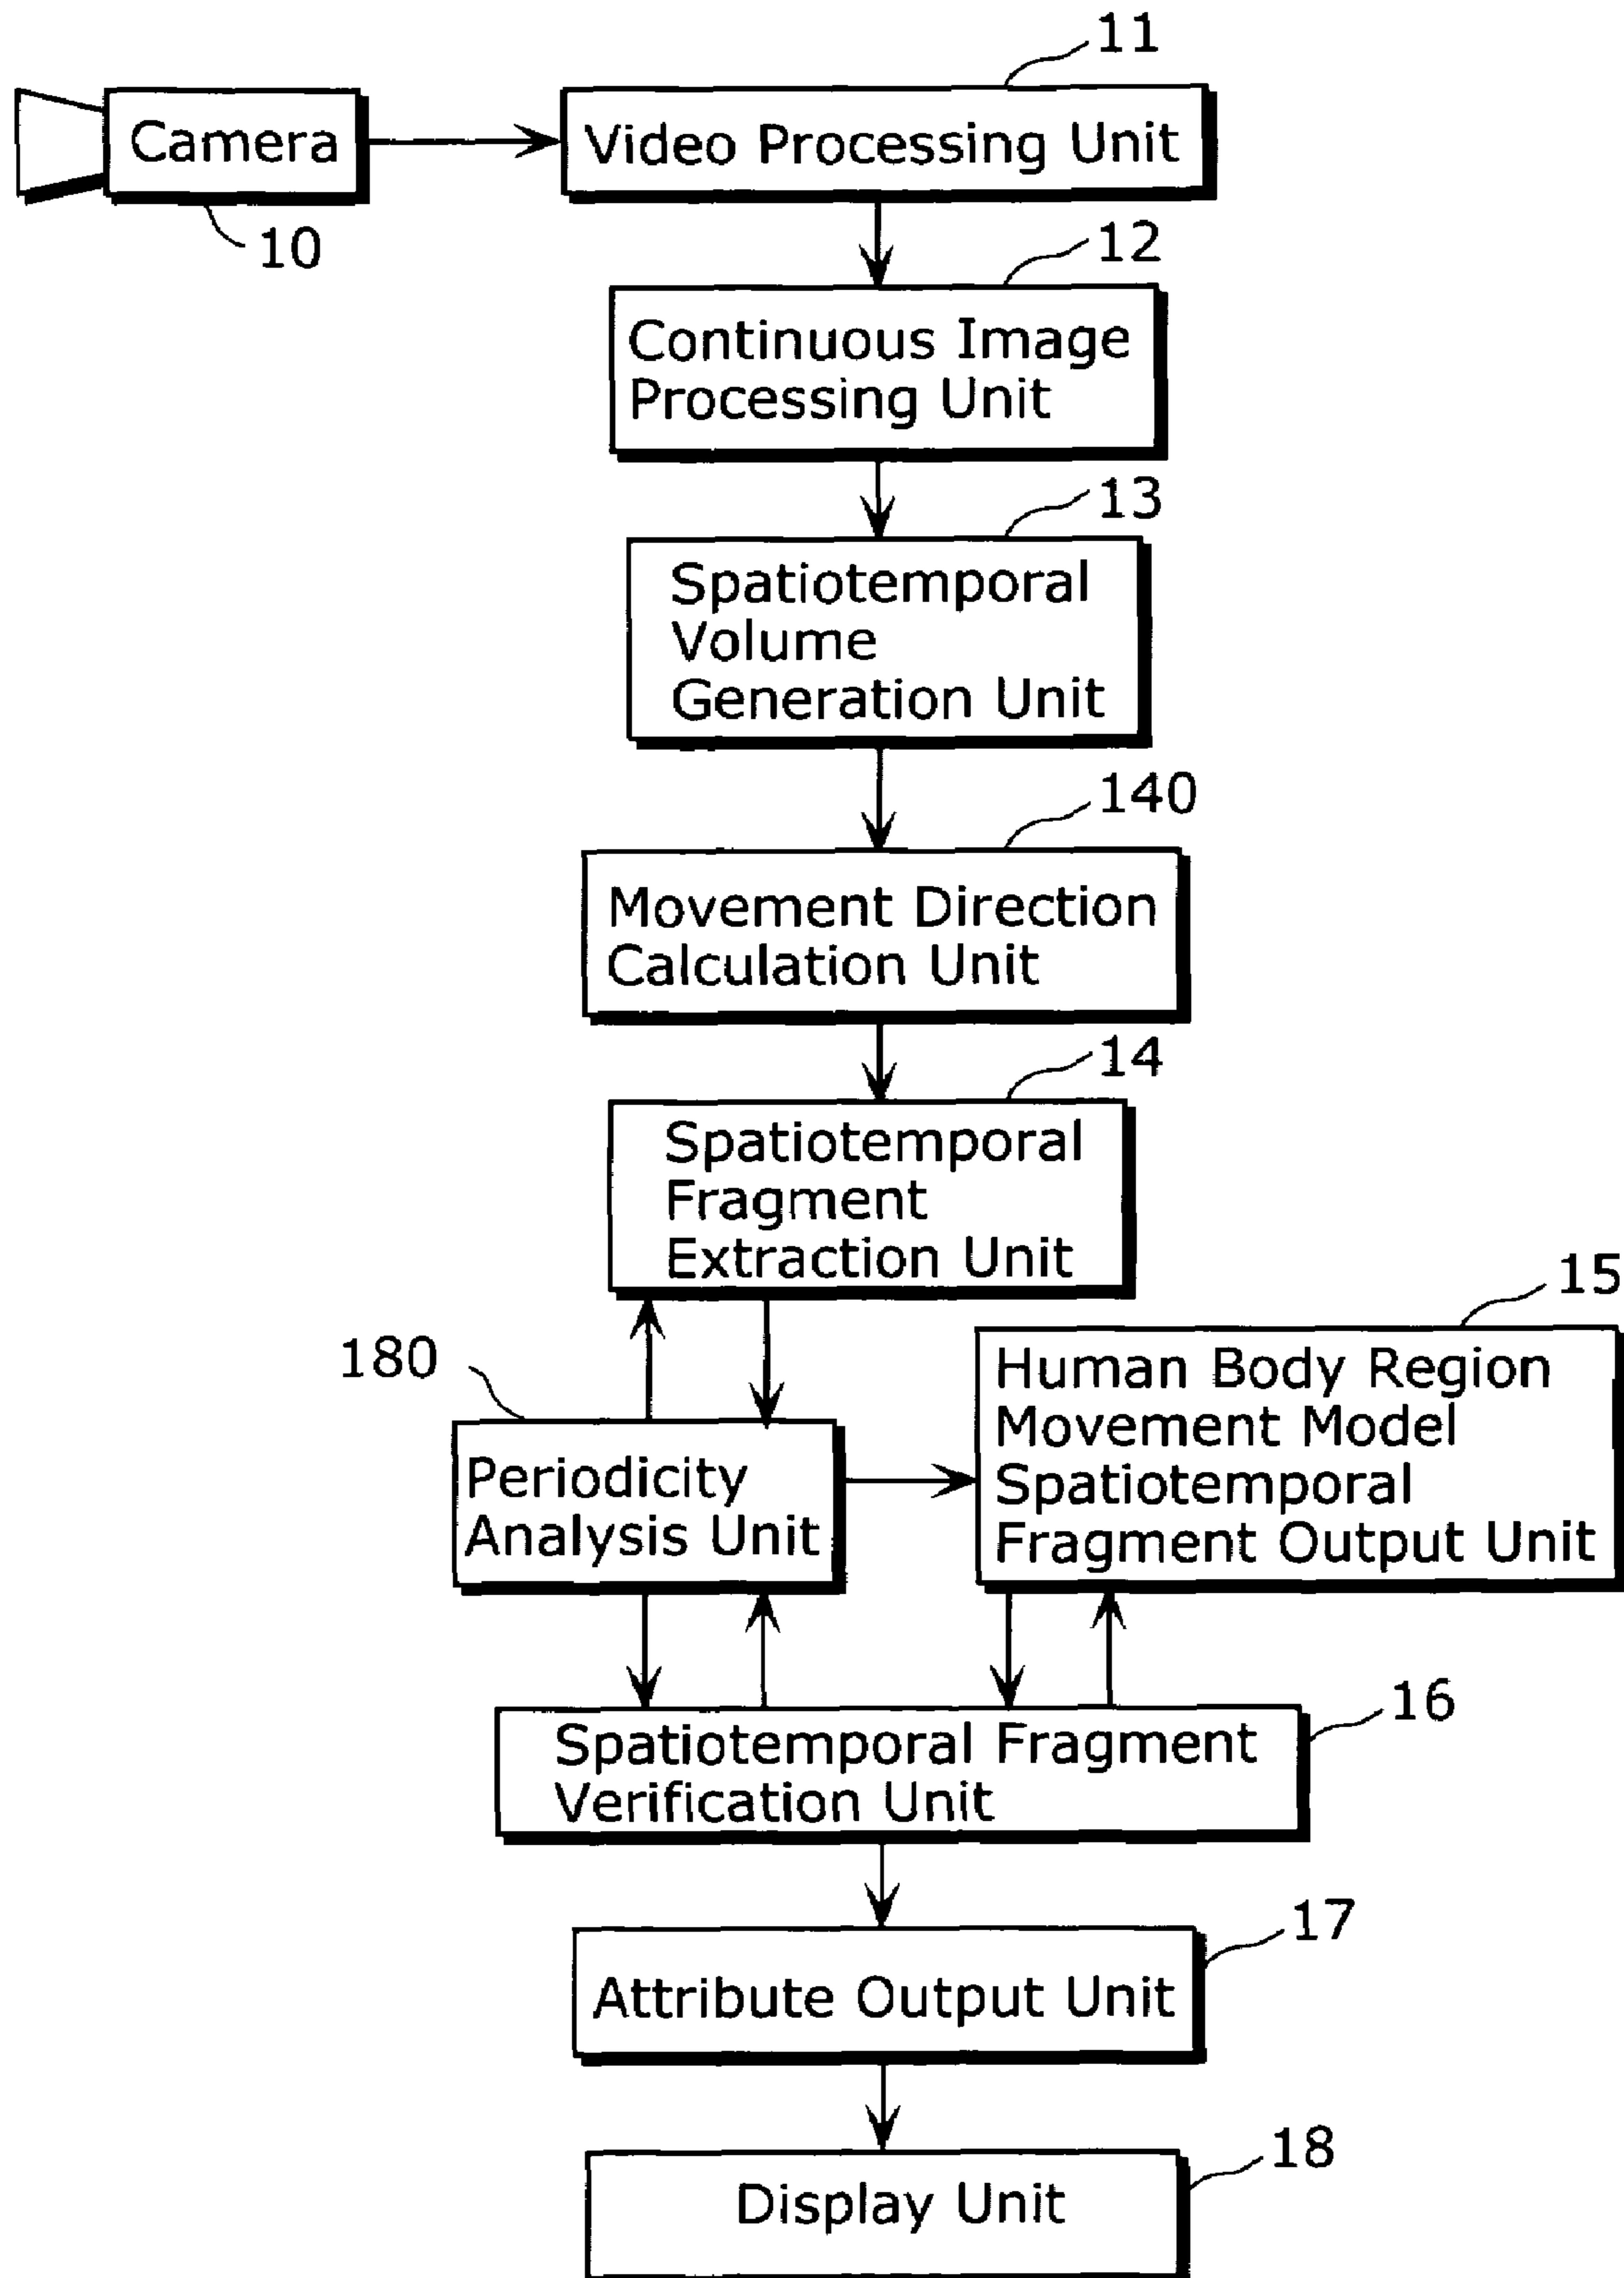 11
Camera
Video Processing Unit
10
12
Continuous Image
Processing Unit
13
Spatiotemporal
Volume
Generation Unit
140
Movement Direction
Calculation Unit
14
Spatiotemporal
Fragment
Extraction Unit
15
180
Human Body Region
Movement Model
Spatiotemporal
Fragment Output Unit
Periodicity
Analysis Unit
16
Spatiotemporal Fragment
Verification Unit
17
Attribute Output Unit
18
Display Unit